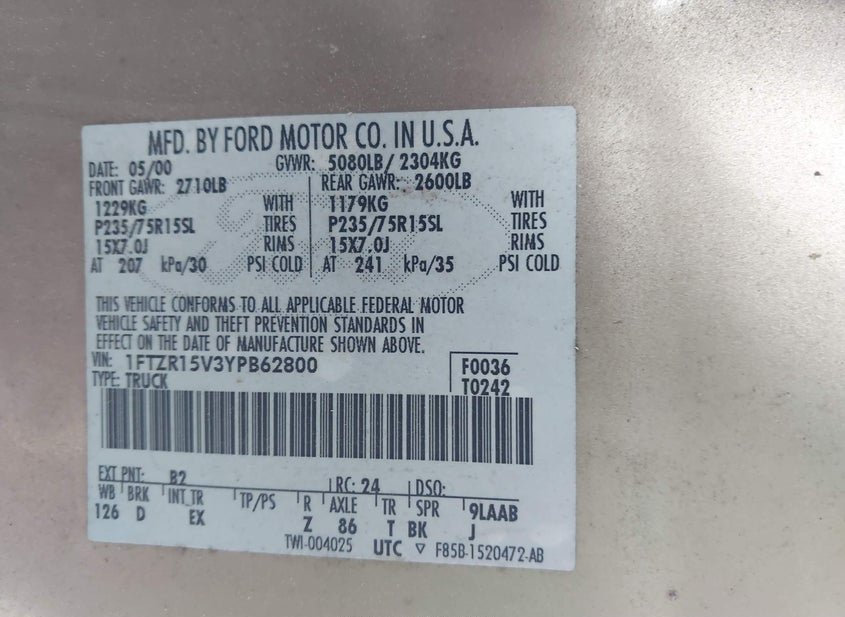 MFD. BY FORD MOTOR CO. IN U.S.A.
DATE: 05/00 GVWR: 5080LB/ 2304KG
FRONT GAWR: 2710LB REAR GAWR: 2600LB
1229KG WITH 1179KG WITH
P235/75R15SL TIRES P235/75R15SL TIRES
15X7.0J RIMS 15X7.0J RIMS
AT 207 kPa/30 PSI COLD AT 241 kPa/35 PSI COLD
THIS VEHICLE CONFORMS TO ALL APPLICABLE FEDERAL MOTOR
VEHICLE SAFETY AND THEFT PREVENTION STANDARDS IN
EFFECT ON THE DATE OF MANUFACTURE SHOWN ABOVE.
VIN: 1FTZR15V3YPB62800 F0036
TYPE: TRUCK T0242
EXT PNT: B2 RC: 24 DSO:
WB BRK INT TR TP/PS R AXLE TR SPR 9LAAB
126 D EX Z 86 T BK J
TWI-004025 UTC ▽ F85B-1520472-AB